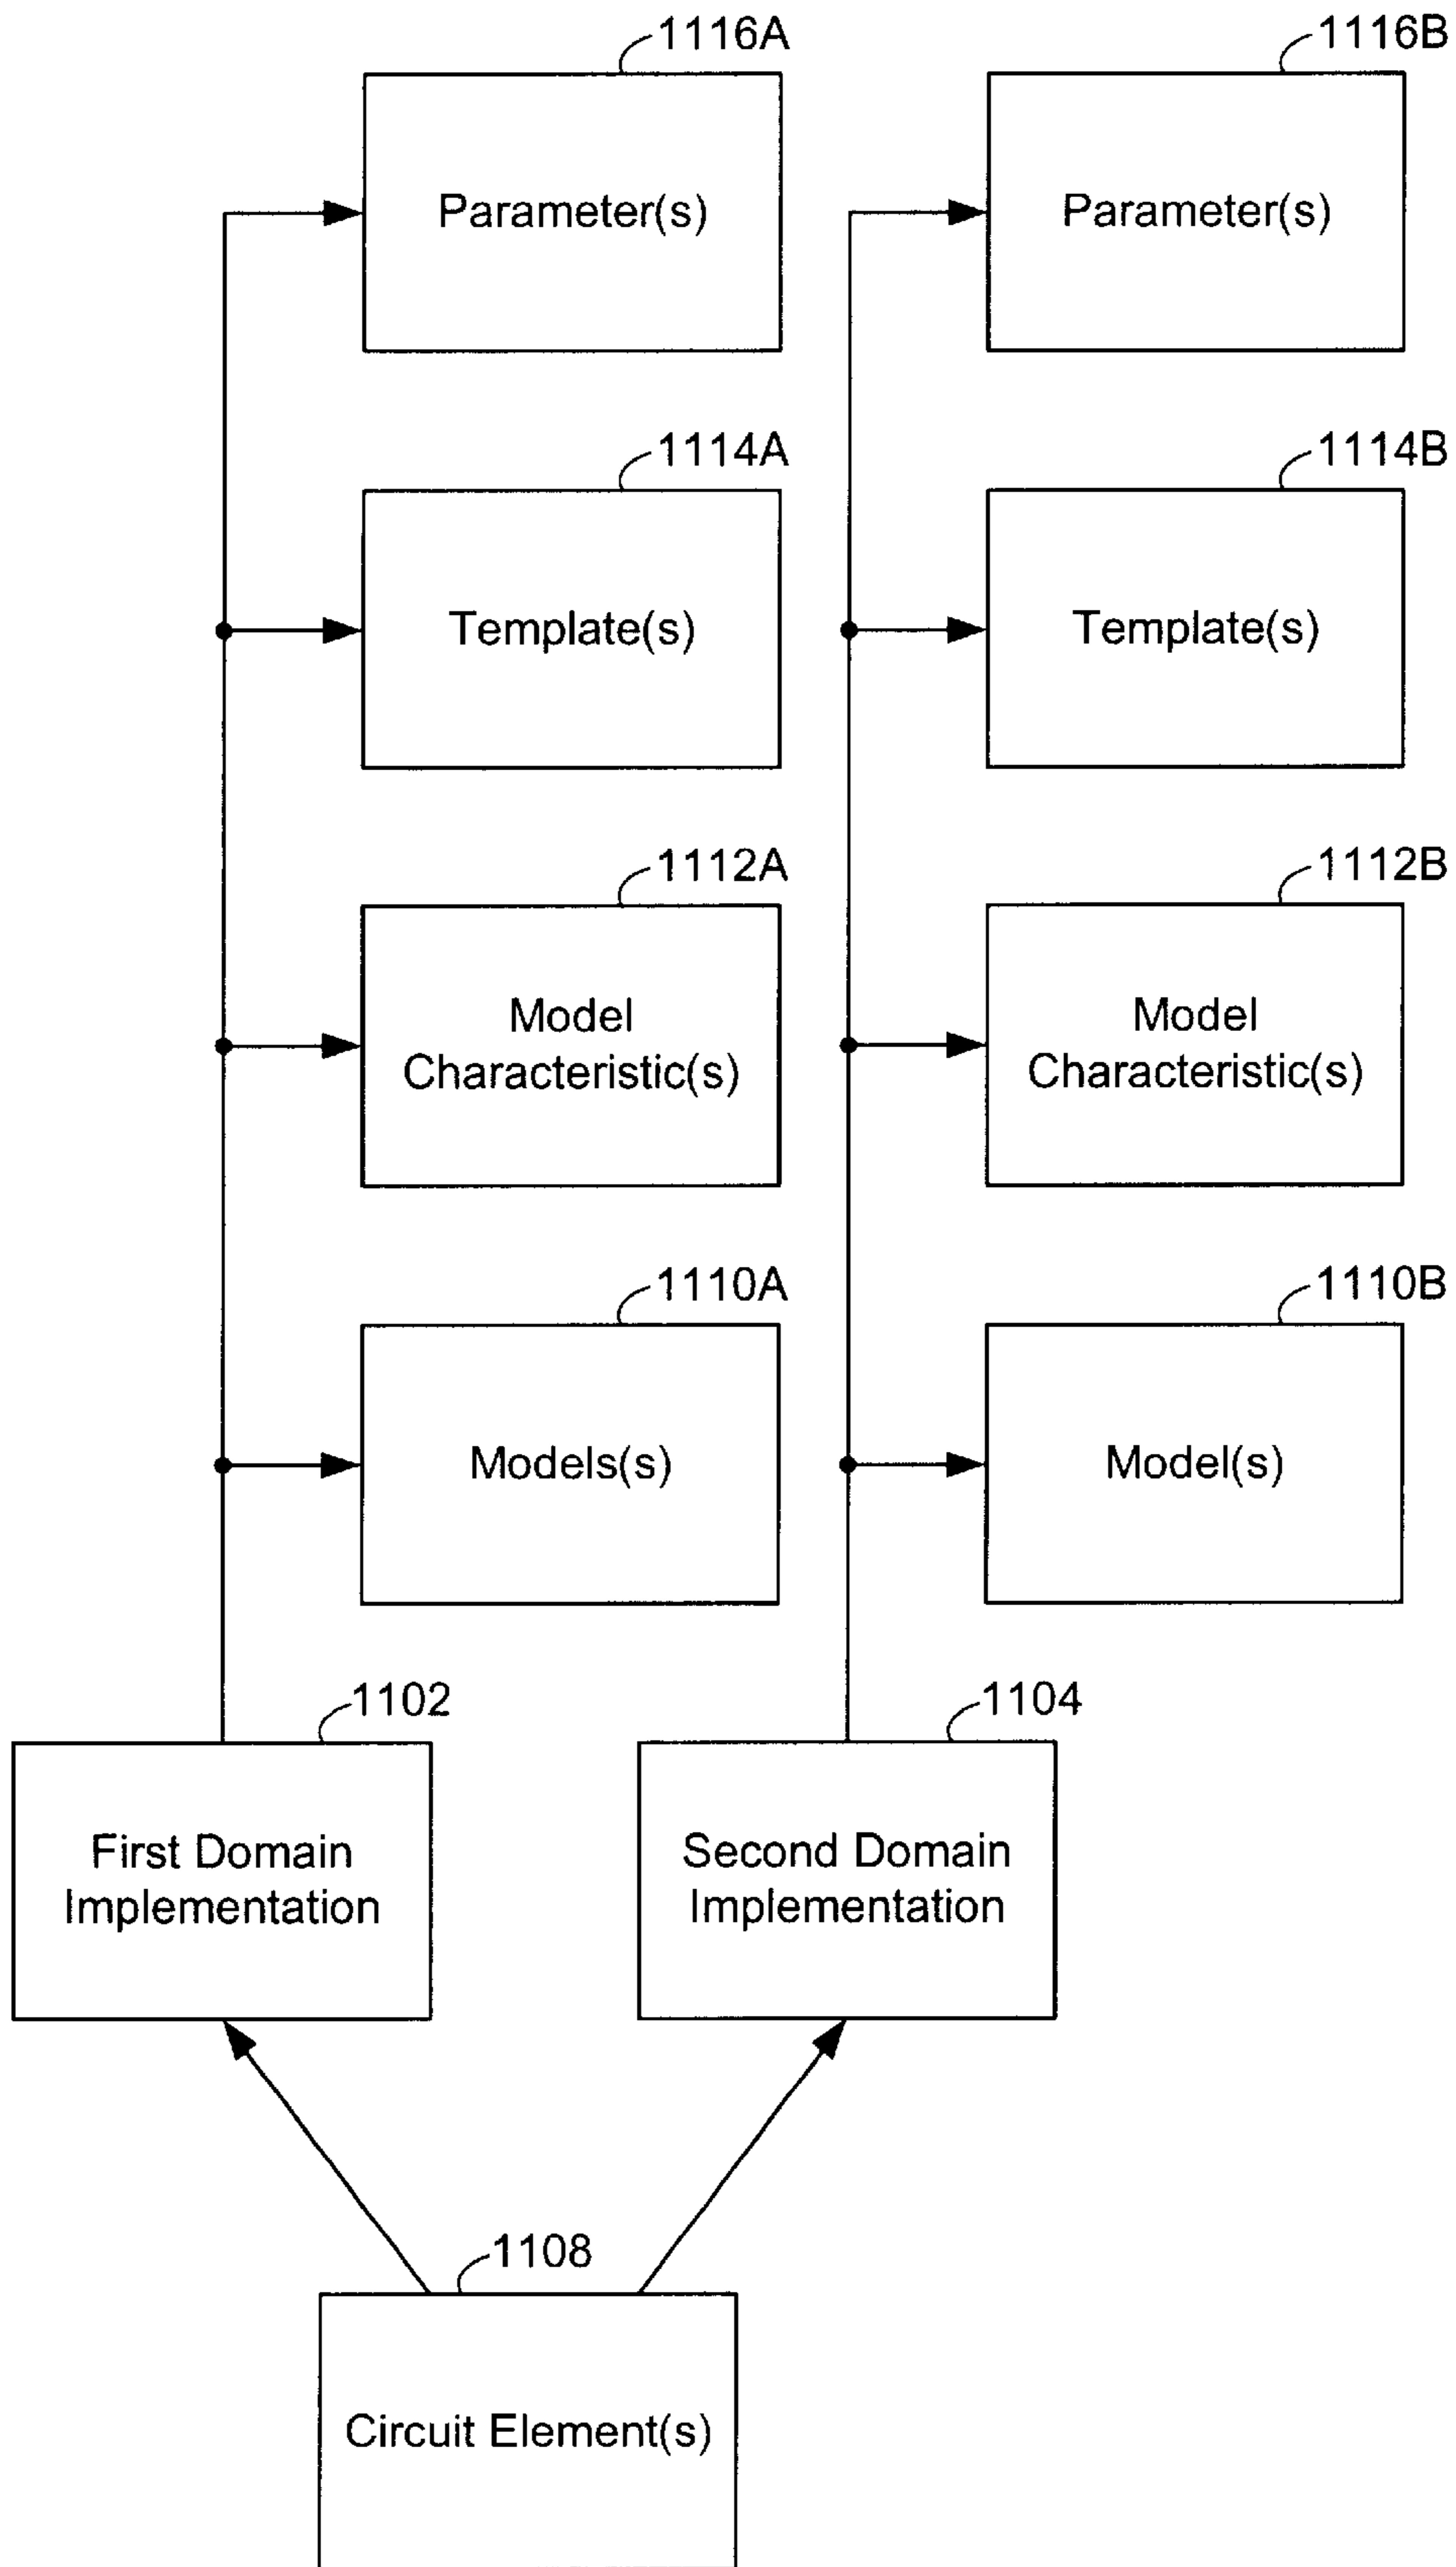 1116A
1116B
Parameter(s)
Parameter(s)
1114A
1114B
Template(s)
Template(s)
1112A
1112B
Model
Characteristic(s)
Model
Characteristic(s)
1110A
1110B
Models(s)
Model(s)
1102
1104
First Domain
Implementation
Second Domain
Implementation
1108
Circuit Element(s)